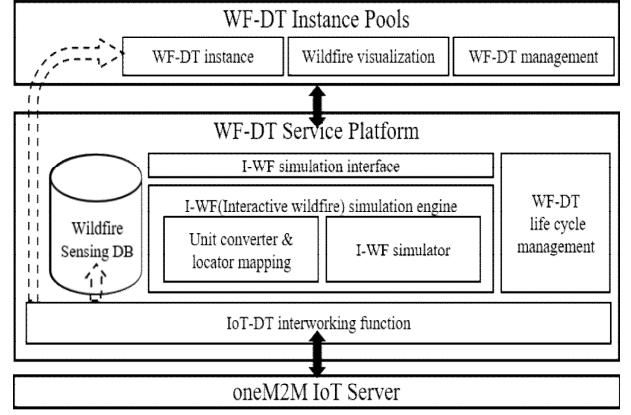 WF-DT Instance Pools
WF-DT instance
Wildfire visualization
WF-DT management
WF-DT Service Platform
I-WF simulation interface
I-WF(Interactive wildfire) simulation engine
Unit converter &
locator mapping
I-WF simulator
Wildfire
Sensing DB
WF-DT
life cycle
management
IoT-DT interworking function
oneM2M IoT Server